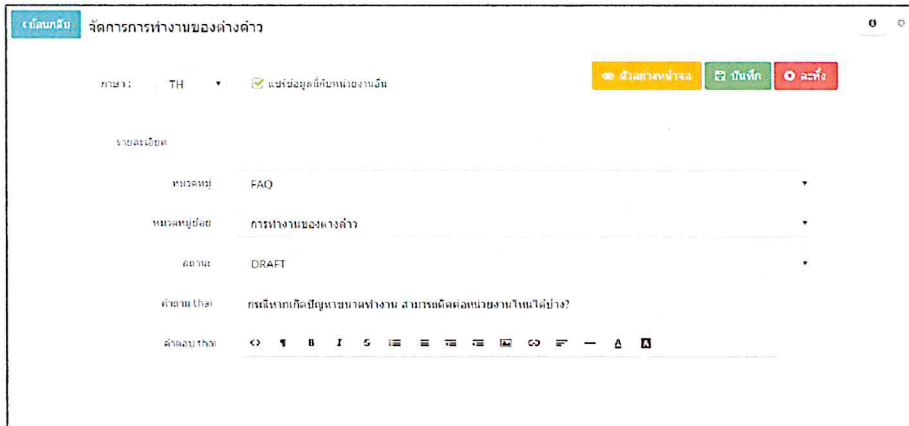 ย้อนกลับ จัดการการทำงานของต่างด้าว
ภาษา : TH แชร์ข้อมูลนี้กับหน่วยงานอื่น ตัวอย่างหน้าจอ บันทึก ละทิ้ง
รายละเอียด
หมวดหมู่ FAQ
หมวดหมู่ย่อย การทำงานของต่างด้าว
สถานะ DRAFT
คำถาม thai กรณีหากเกิดปัญหาขนาดทำงาน สามารถติดต่อหน่วยงานไหนได้บ้าง?
คำตอบ thai